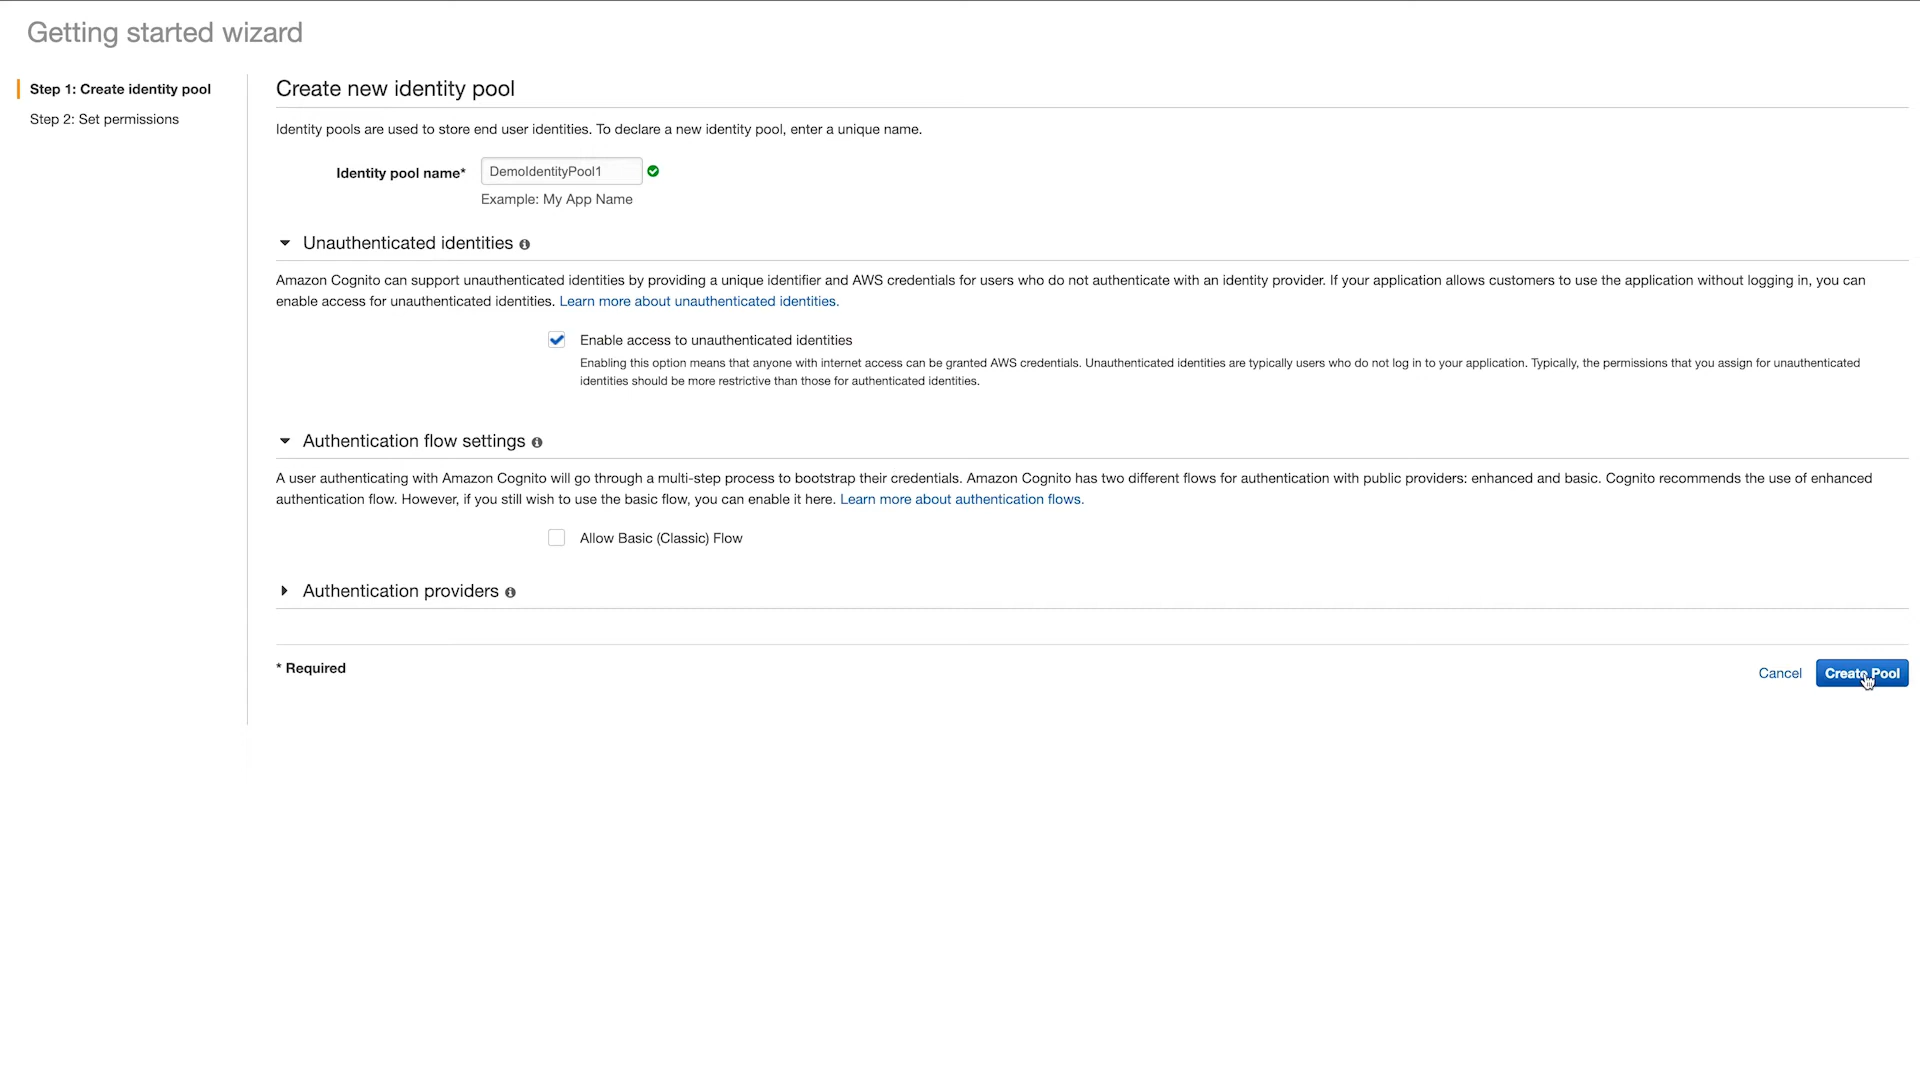 Getting started wizard
Step 1: Create identity pool
Step 2: Set permissions
Create new identity pool
Identity pools are used to store end user identities. To declare a new identity pool, enter a unique name.
Identity pool name*
DemoIdentityPool1
Example: My App Name
Unauthenticated identities
Amazon Cognito can support unauthenticated identities by providing a unique identifier and AWS credentials for users who do not authenticate with an identity provider. If your application allows customers to use the application without logging in, you can
enable access for unauthenticated identities. Learn more about unauthenticated identities.
Enable access to unauthenticated identities
Enabling this option means that anyone with internet access can be granted AWS credentials. Unauthenticated identities are typically users who do not log in to your application. Typically, the permissions that you assign for unauthenticated
identities should be more restrictive than those for authenticated identities.
Authentication flow settings
A user authenticating with Amazon Cognito will go through a multi-step process to bootstrap their credentials. Amazon Cognito has two different flows for authentication with public providers: enhanced and basic. Cognito recommends the use of enhanced
authentication flow. However, if you still wish to use the basic flow, you can enable it here. Learn more about authentication flows.
Allow Basic (Classic) Flow
Authentication providers
* Required
Cancel
Create Pool